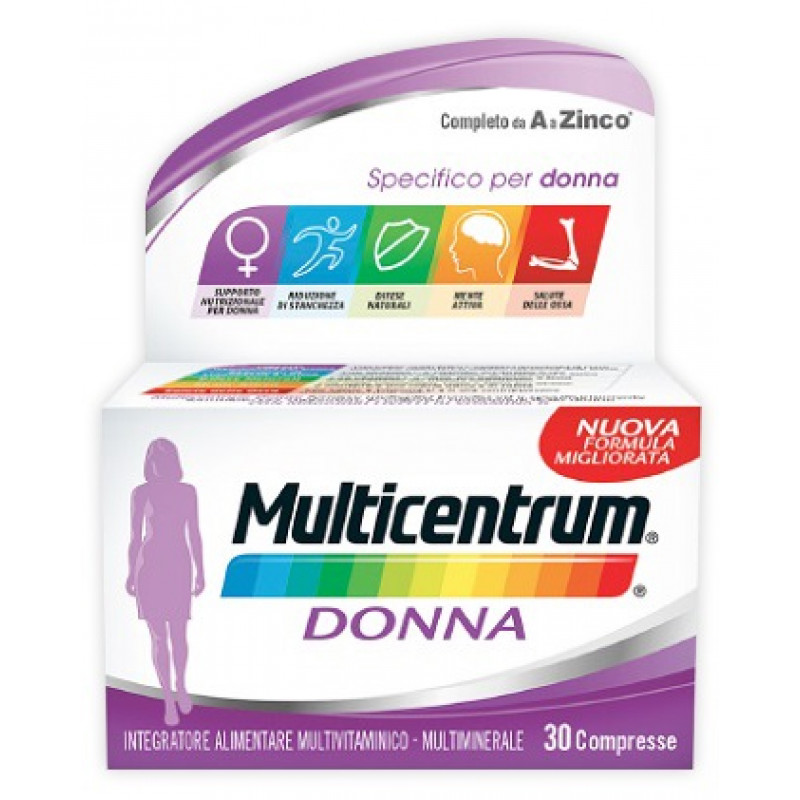 Completo da A a Zinco®
Specifico per donna
SUPPORTO
NUTRIZIONALE
PER DONNA
RIDUZIONE
DI STANCHEZZA
DIFESE
NATURALI
MENTE
ATTIVA
SALUTE
DELLE OSSA
NUOVA
FORMULA
MIGLIORATA
Multicentrum®
®
DONNA
INTEGRATORE ALIMENTARE MULTIVITAMINICO - MULTIMINERALE 30 Compresse